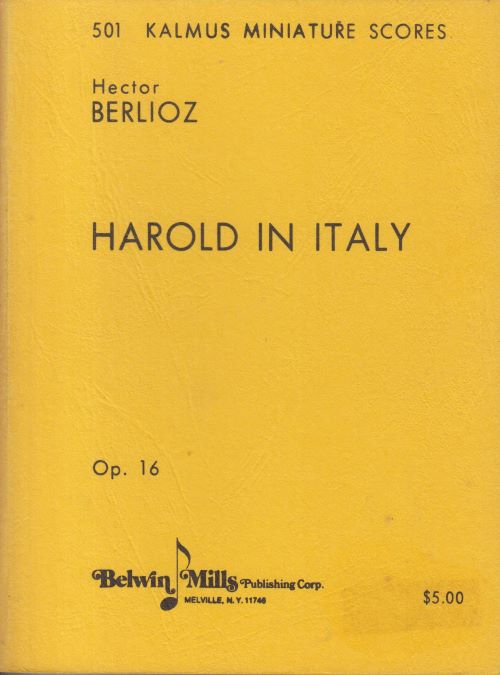 501 KALMUS MINIATURE SCORES
Hector
BERLIOZ
HAROLD IN ITALY
Op. 16
Belwin Mills Publishing Corp.
MELVILLE, N.Y. 11746
$5.00